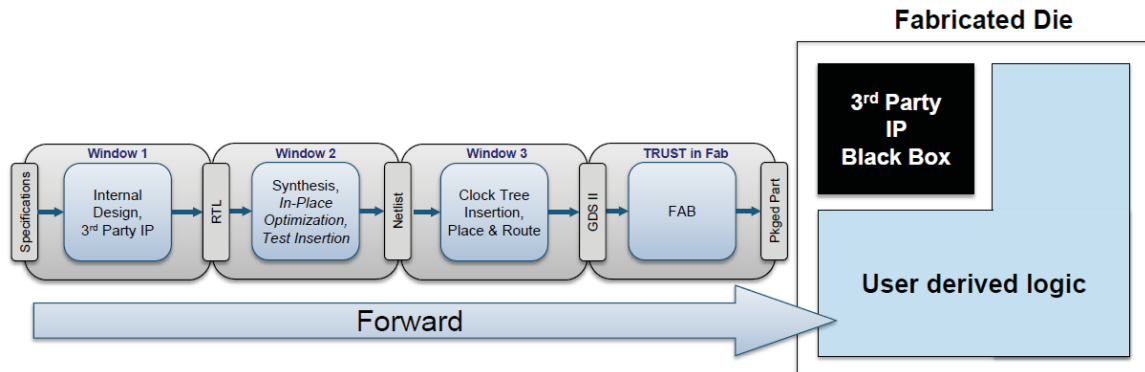 Fabricated Die
3rd Party
IP
Black Box
User derived logic
Window 1
Window 2
Window 3
TRUST in Fab
Specifications
Internal
Design,
3rd Party IP
RTL
Synthesis,
In-Place
Optimization,
Test Insertion
Netlist
Clock Tree
Insertion,
Place & Route
GDS II
FAB
Pkged Part
Forward